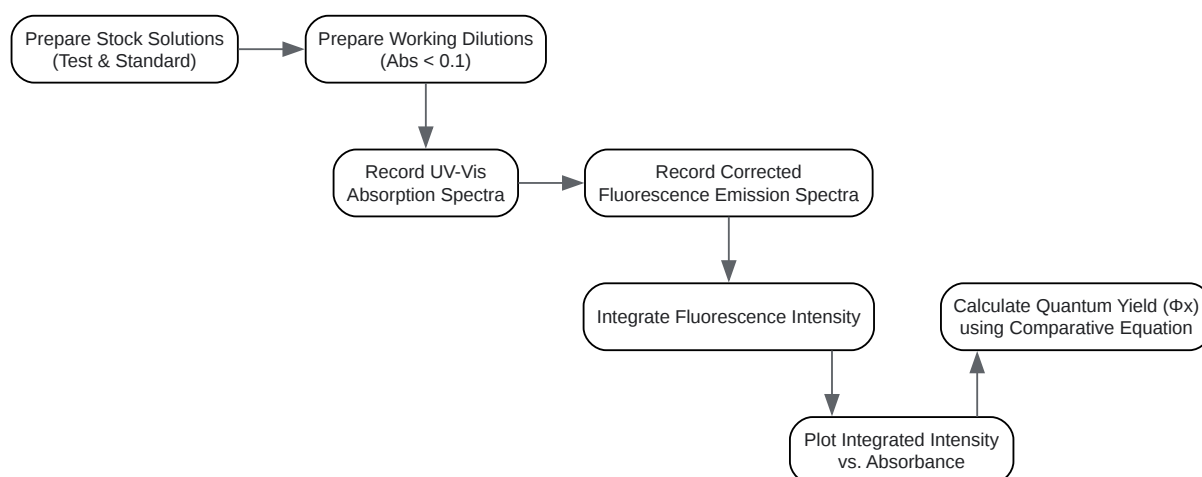 Prepare Stock Solutions
(Test & Standard)
Prepare Working Dilutions
(Abs < 0.1)
Record UV-Vis
Absorption Spectra
Record Corrected
Fluorescence Emission Spectra
Integrate Fluorescence Intensity
Calculate Quantum Yield (Φx)
using Comparative Equation
Plot Integrated Intensity
vs. Absorbance